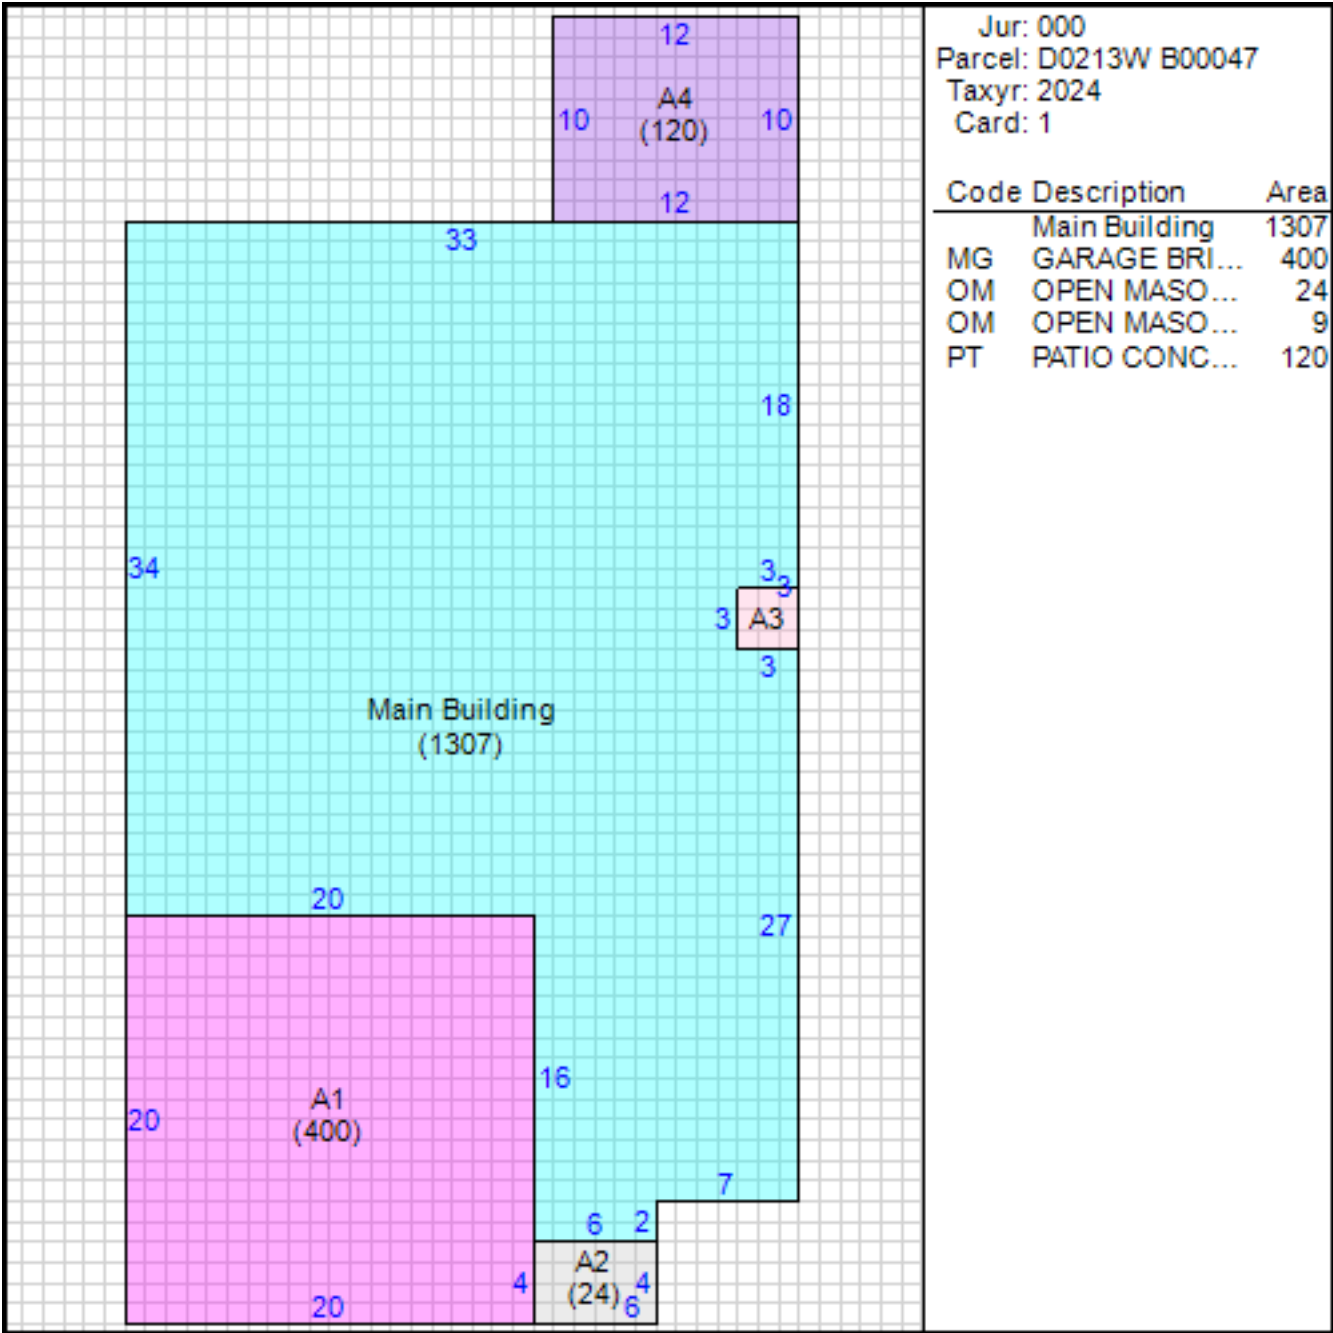 12
A4
10
10
(120)
12
33
18
34
3
3
3
A3
3
Main Building
(1307)
20
27
16
A1
20
(400)
7
6
2
A2
4
4
(24)
6
20
Jur: 000
Parcel: D0213W B00047
Taxyr: 2024
Card: 1
Code Description Area
Main Building 1307
MG GARAGE BRI... 400
OM OPEN MASO... 24
OM OPEN MASO... 9
PT PATIO CONC... 120